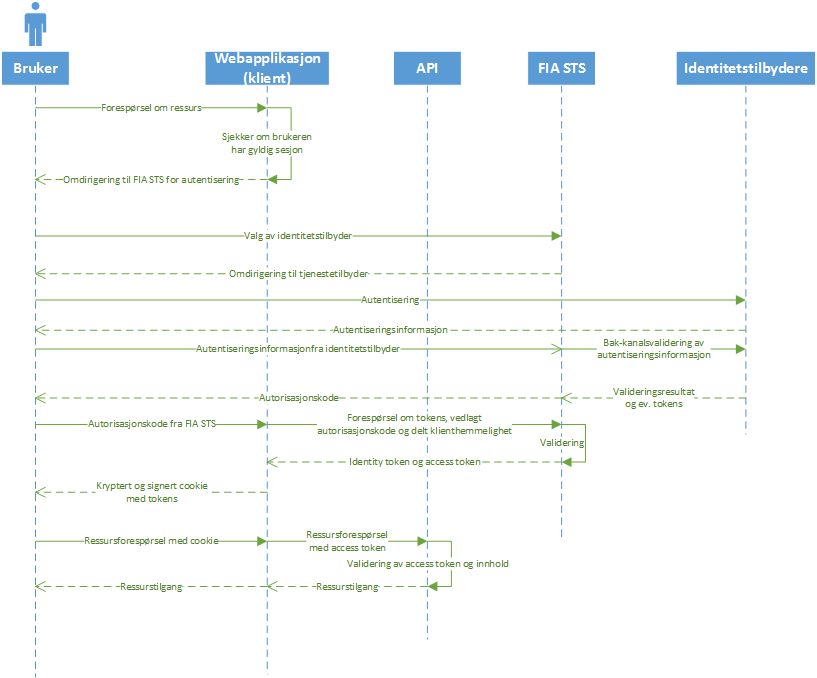 Bruker
Webapplikasjon
(klient)
API
FIA STS
Identitetstilbydere
Forespørsel om ressurs
Sjekker om brukeren
har gyldig sesjon
Omdirigering til FIA STS for autentisering
Valg av identitetstilbyder
Omdirigering til tjenestetilbyder
Autentisering
Autentiseringsinformasjon
Autentiseringsinformasjonfra identitetstilbyder
Bak-kanalsvalidering av
autentiseringsinformasjon
Valideringsresultat
og ev. tokens
Autorisasjonskode
Autorisasjonskode fra FIA STS
Forespørsel om tokens, vedlagt
autorisasjonskode og delt klienthemmelighet
Validering
Identity token og access token
Kryptert og signert cookie
med tokens
Ressursforespørsel med cookie
Ressursforespørsel
med access token
Validering av access token og innhold
Ressurstilgang
Ressurstilgang